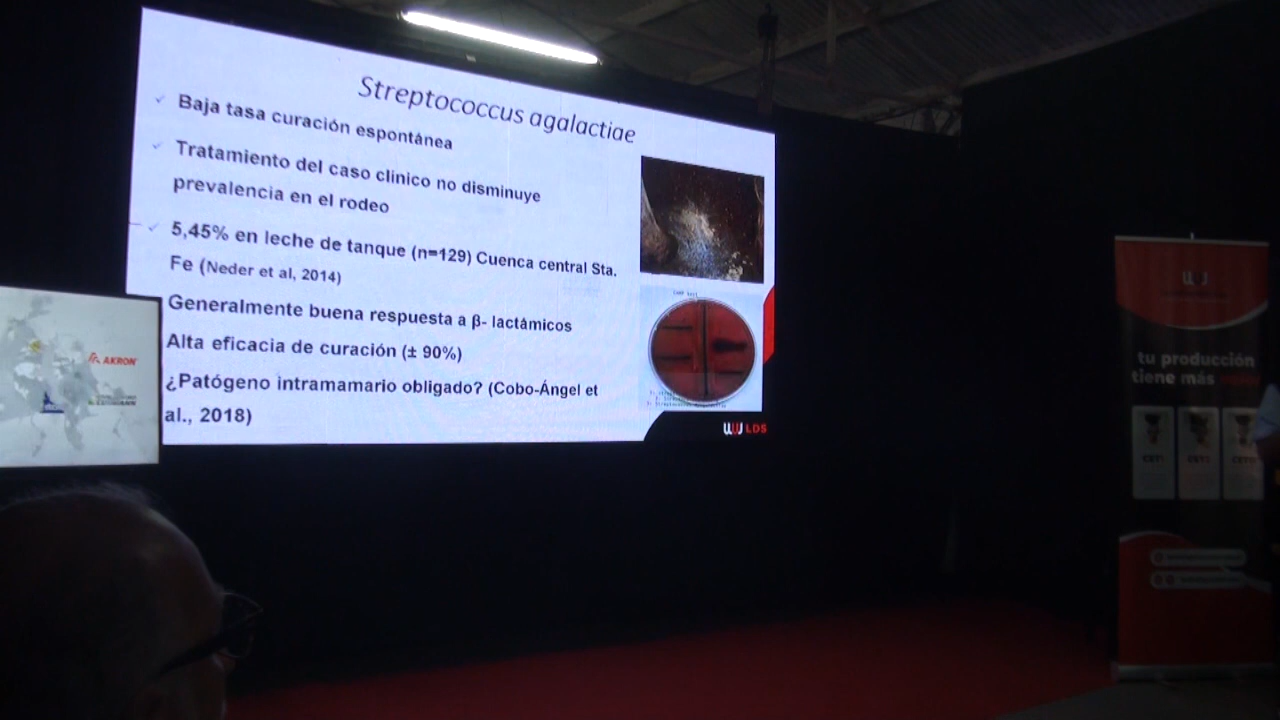 Streptococcus agalactiae
Baja tasa curación espontánea
Tratamiento del caso clinico no disminuye
prevalencia en el rodeo
5,45% en leche de tanque (n=129) Cuenca central Sta.
Fe (Neder et al, 2014)
Generalmente buena respuesta a β- lactámicos
Alta eficacia de curación (± 90%)
¿Patógeno intramamario obligado? (Cobo-Ángel et
al., 2018)
LDS
AKRON
tu producción
tiene más